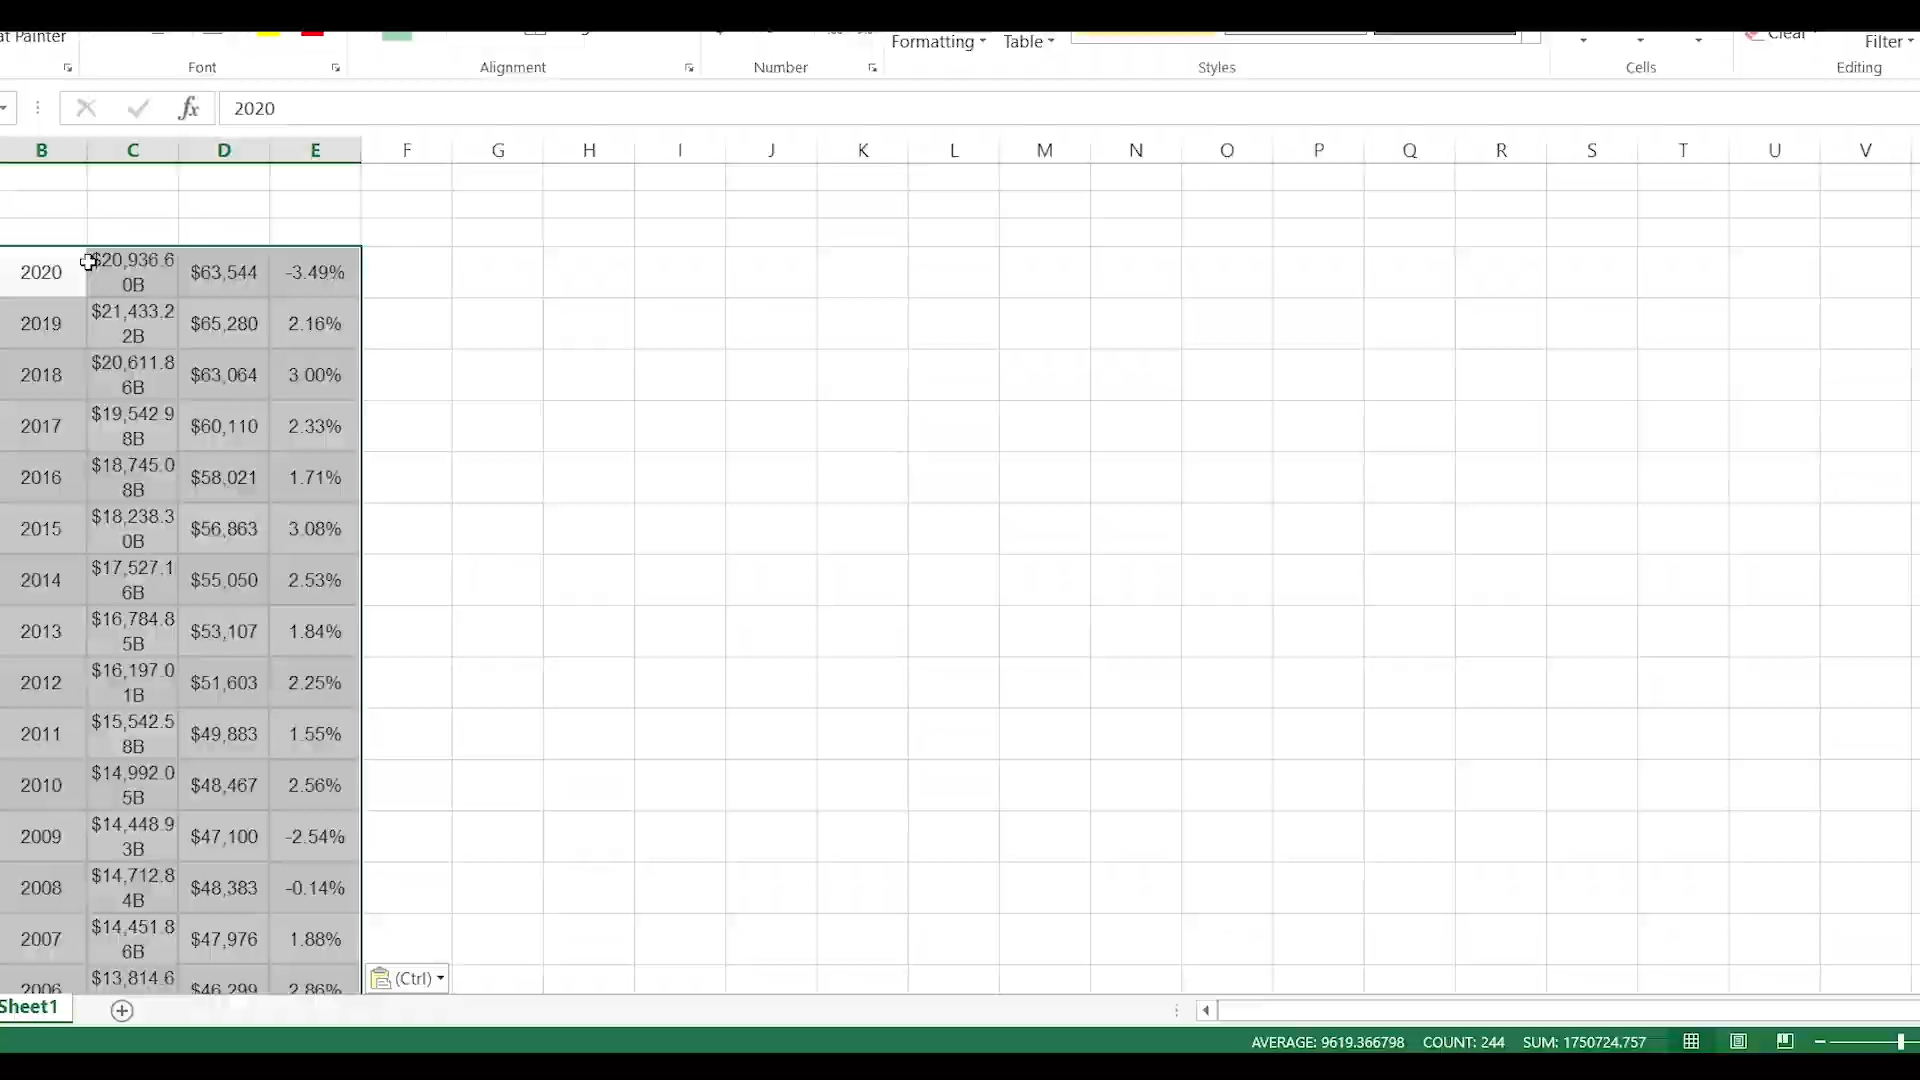 at Painter
Formatting
Table
Clear
Filter
Font
Alignment
Number
Styles
Cells
Editing
fx
2020
B C D E F G H I J K L M N O P Q R S T U V
2020 $20,936.60B $63,544 -3.49%
2019 $21,433.22B $65,280 2.16%
2018 $20,611.86B $63,064 3.00%
2017 $19,542.98B $60,110 2.33%
2016 $18,745.08B $58,021 1.71%
2015 $18,238.30B $56,863 3.08%
2014 $17,527.16B $55,050 2.53%
2013 $16,784.85B $53,107 1.84%
2012 $16,197.01B $51,603 2.25%
2011 $15,542.58B $49,883 1.55%
2010 $14,992.05B $48,467 2.56%
2009 $14,448.93B $47,100 -2.54%
2008 $14,712.84B $48,383 -0.14%
2007 $14,451.86B $47,976 1.88%
2006 $13,814.6 $46,299 2.86%
(Ctrl)
Sheet1
AVERAGE: 9619.366798 COUNT: 244 SUM: 1750724.757